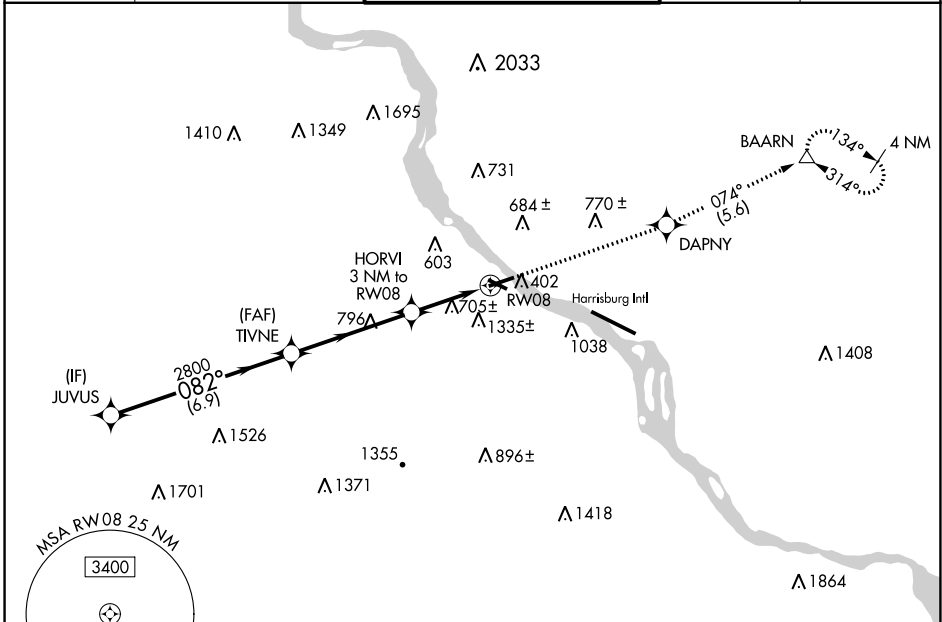 2033
1695
1410
1349
BAARN
134°
4 NM
731
314°
684 ±
770 ±
074°
(5.6)
DAPNY
603
HORVI
3 NM to
RW08
402
RW08
Harrisburg Intl
(FAF)
TIVNE
796
705±
1335±
1038
1408
(IF)
JUVUS
2800
082°
(6.9)
1526
1355
896±
1701
1371
1418
MSA RW08 25 NM
3400
1864